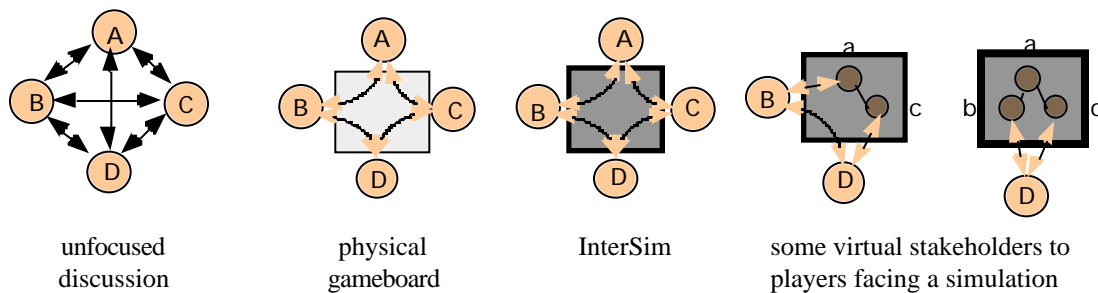 A
B
C
D
A
B
C
D
A
B
C
D
a
B
c
D
a
b
c
D
unfocused
discussion
physical
gameboard
InterSim
some virtual stakeholders to
players facing a simulation